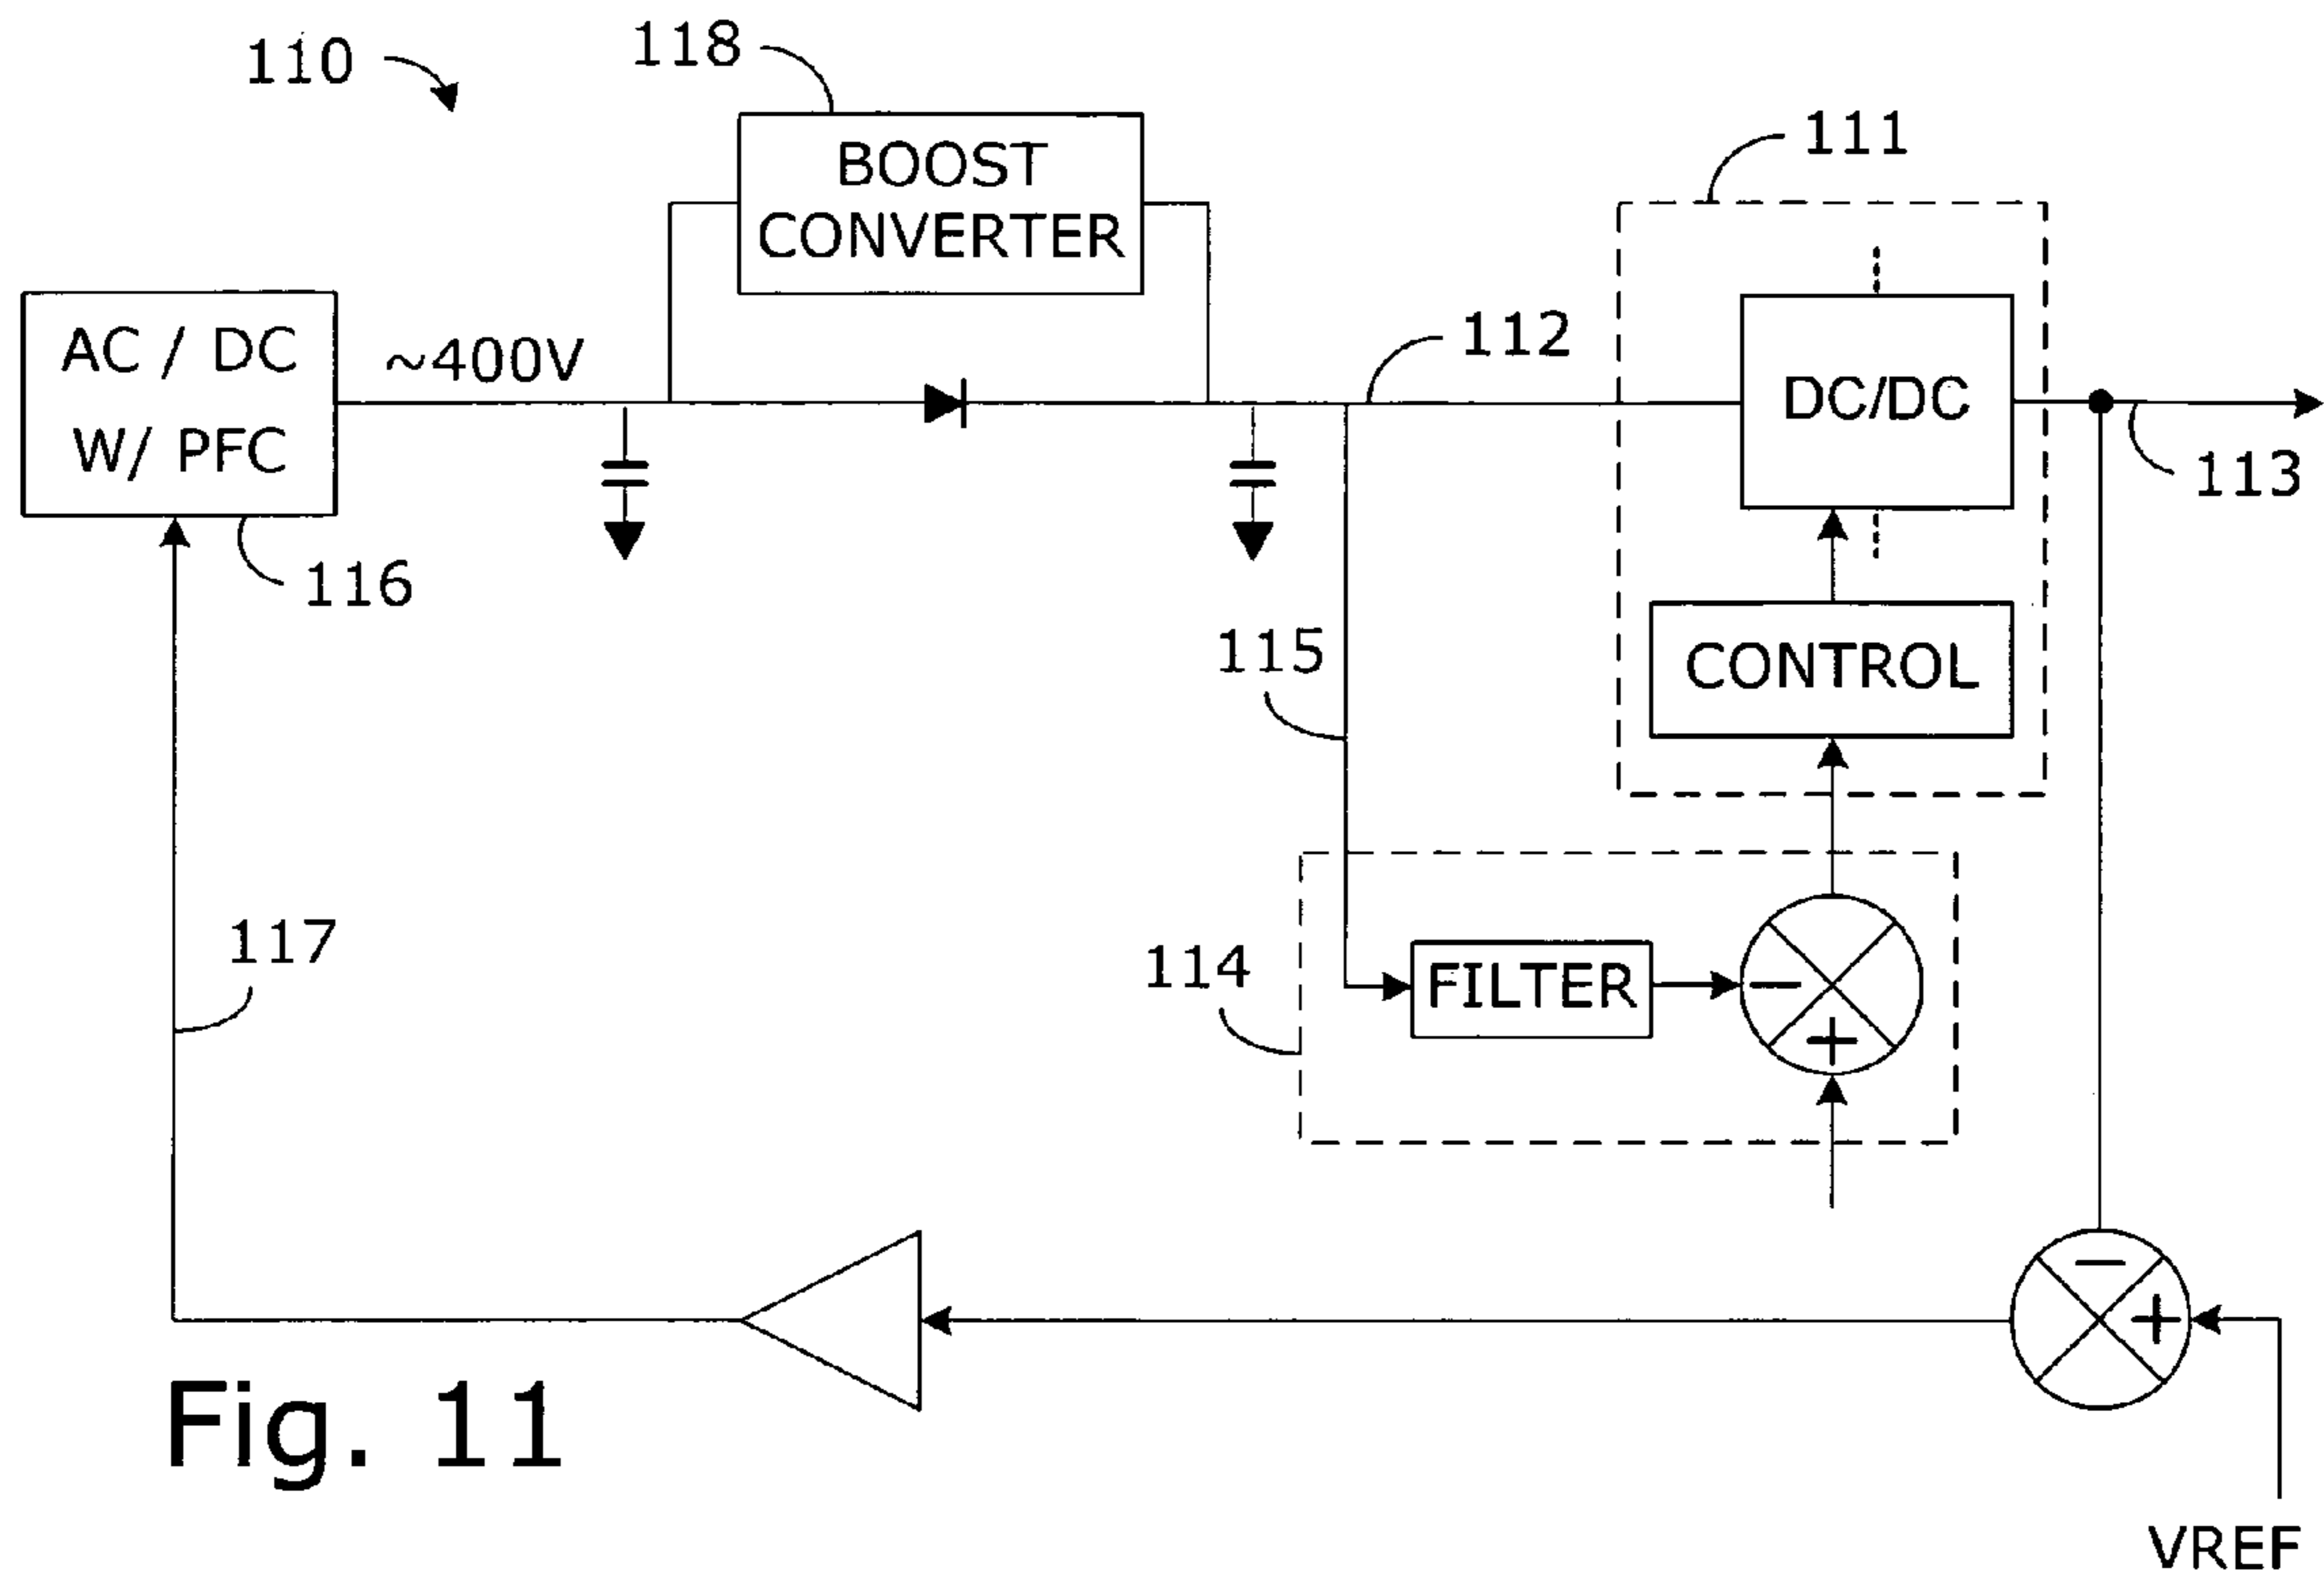 110
118
BOOST
CONVERTER
111
AC / DC
W/ PFC
~400V
112
DC/DC
113
116
115
CONTROL
117
114
FILTER
−
+
−
+
Fig. 11
VREF